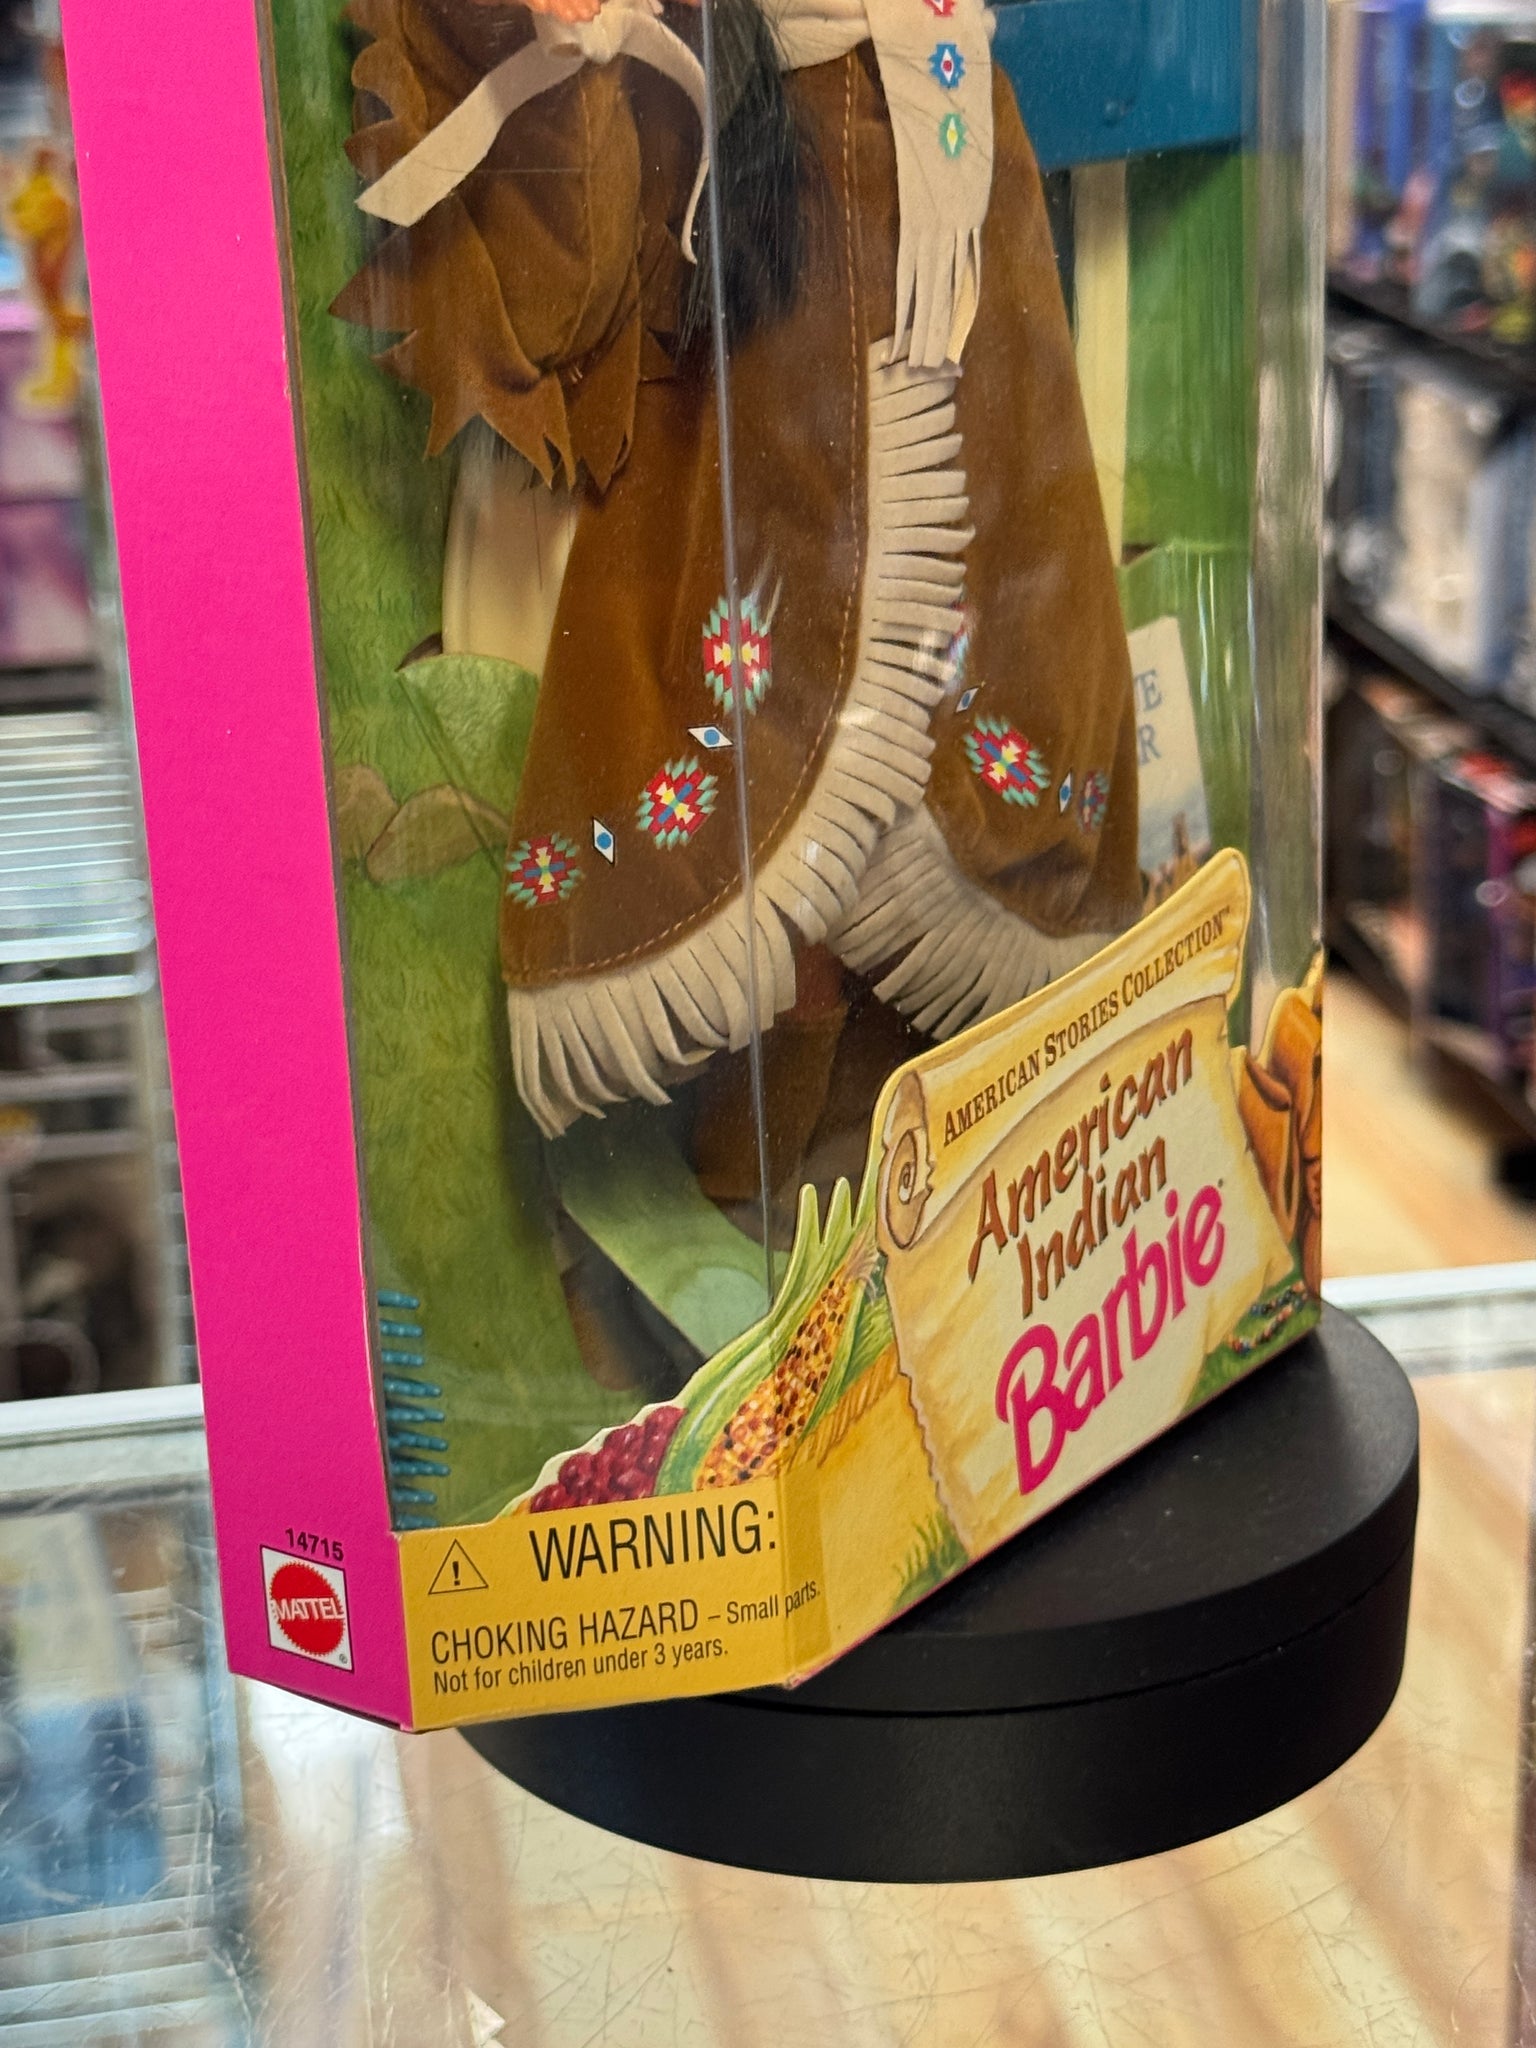 AMERICAN STORIES COLLECTION™
American
Indian
Barbie®
14715
MATTEL
®
WARNING:
CHOKING HAZARD – Small parts.
Not for children under 3 years.